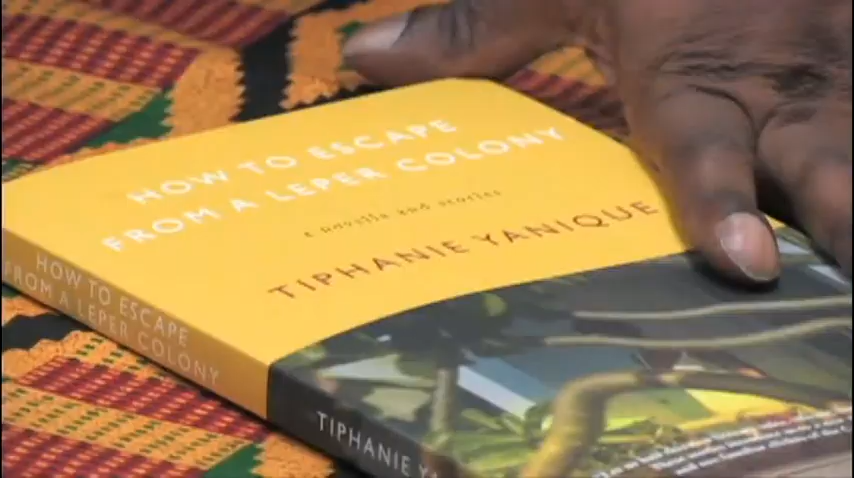 HOW TO ESCAPE
FROM A LEPER COLONY
a novella and stories
TIPHANIE YANIQUE
HOW TO ESCAPE
FROM A LEPER COLONY
TIPHANIE YA